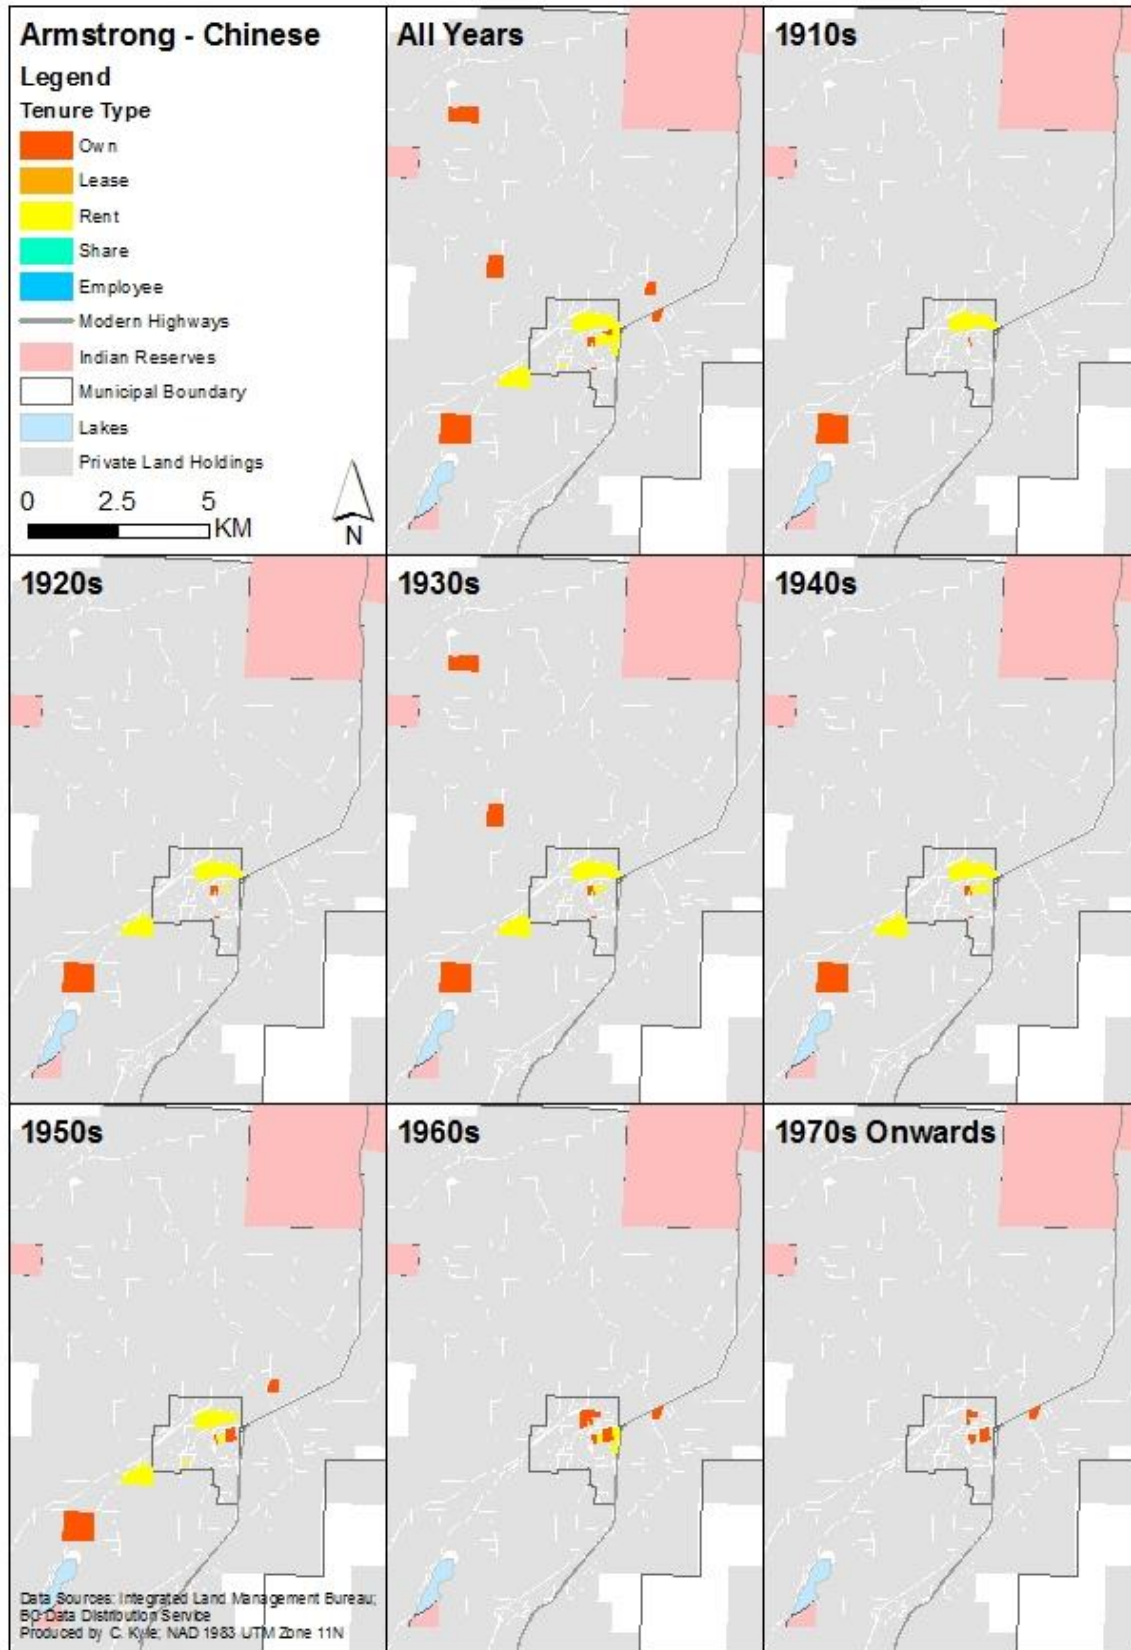 Armstrong - Chinese
Legend
Tenure Type
Own
Lease
Rent
Share
Employee
Modern Highways
Indian Reserves
Municipal Boundary
Lakes
Private Land Holdings
0 2.5 5
KM
N
All Years
1910s
1920s
1930s
1940s
1950s
1960s
1970s Onwards
Data Sources: Integrated Land Management Bureau;
BC Data Distribution Service
Produced by C. Kyle; NAD 1983 UTM Zone 11N